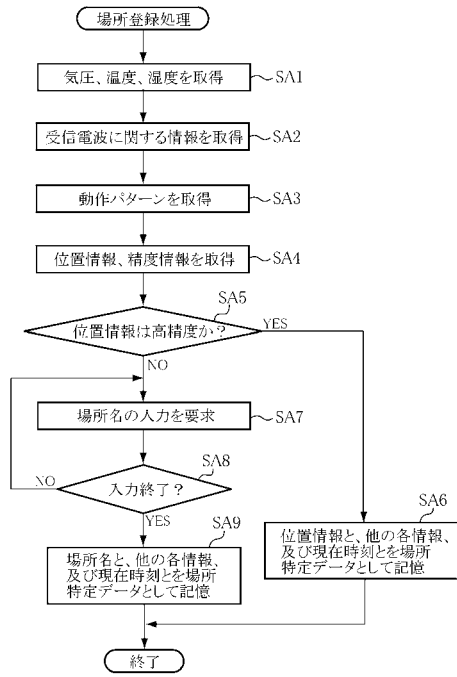 場所登録処理
気圧、温度、湿度を取得
SA1
受信電波に関する情報を取得
SA2
動作パターンを取得
SA3
位置情報、精度情報を取得
SA4
SA5
位置情報は高精度か？
YES
NO
場所名の入力を要求
SA7
SA8
入力終了？
NO
YES
SA6
位置情報と、他の各情報、
及び現在時刻とを場所
特定データとして記憶
SA9
場所名と、他の各情報、
及び現在時刻とを場所
特定データとして記憶
終了